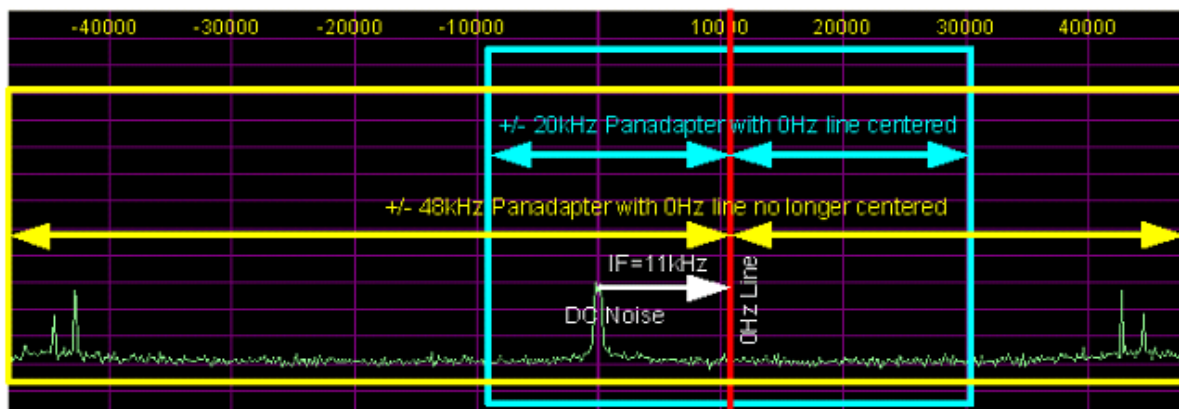 -40000 -30000 -20000 -10000 10000 20000 30000 40000
+/- 20kHz Panadapter with 0Hz line centered
+/- 48kHz Panadapter with 0Hz line no longer centered
IF=11kHz
DC Noise
0Hz Line